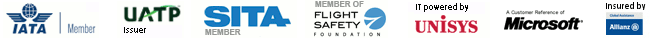 IATA
Member
UATP
Issuer
SITA
MEMBER
MEMBER OF
FLIGHT
SAFETY
FOUNDATION
IT powered by
UNISYS
A Customer Reference of
Microsoft
Insured by
Global Assistance
Allianz